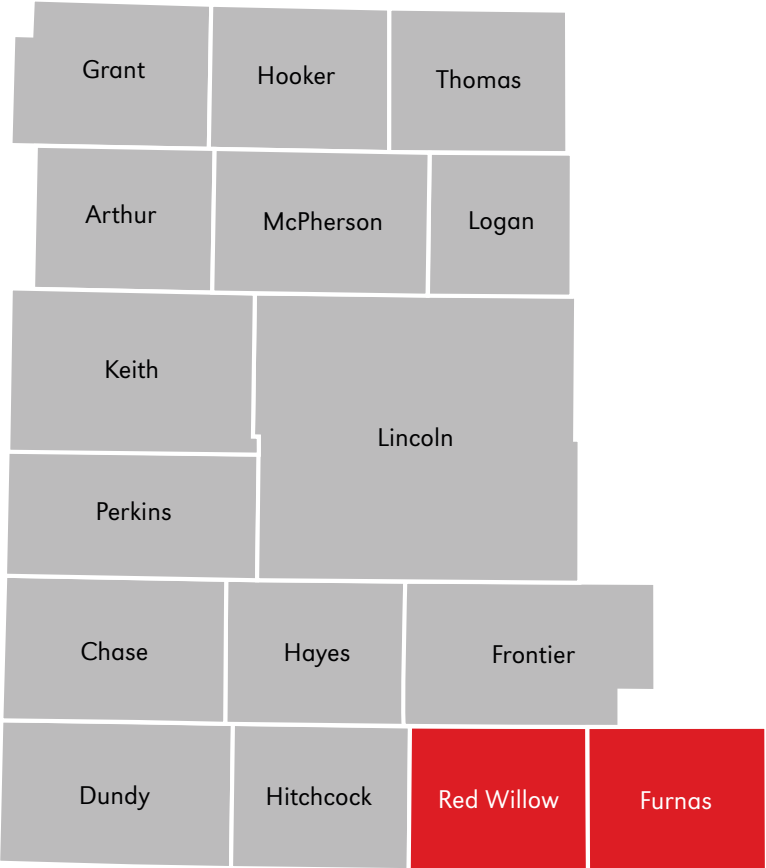 Grant
Hooker
Thomas
Arthur
McPherson
Logan
Keith
Lincoln
Perkins
Chase
Hayes
Frontier
Dundy
Hitchcock
Red Willow
Furnas